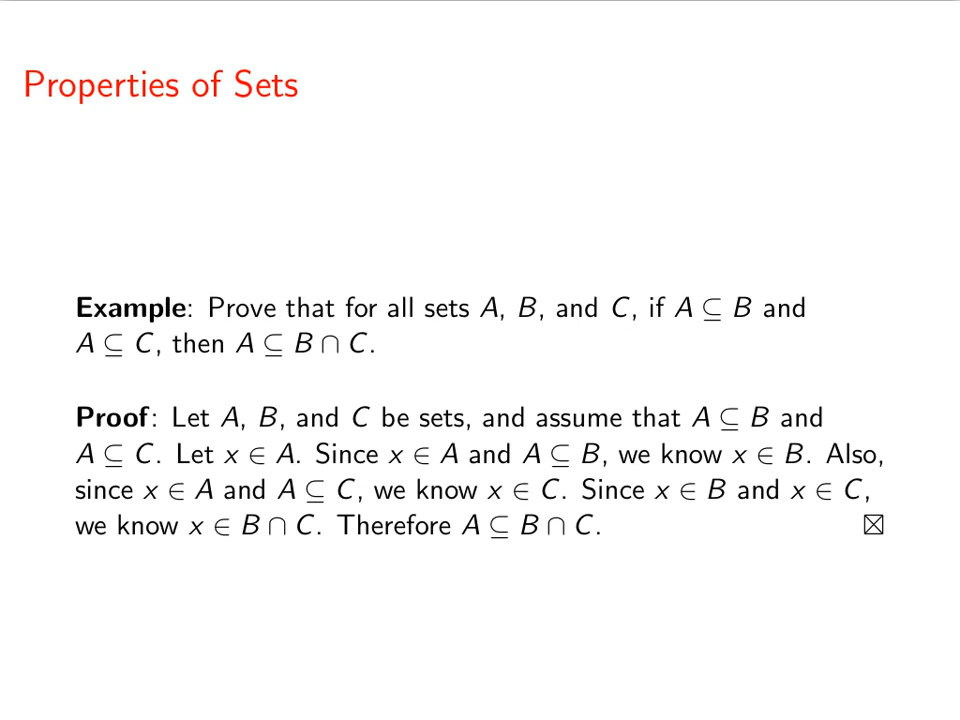 Properties of Sets
Example: Prove that for all sets A, B, and C, if A ⊆ B and
A ⊆ C, then A ⊆ B ∩ C.
Proof: Let A, B, and C be sets, and assume that A ⊆ B and
A ⊆ C. Let x ∈ A. Since x ∈ A and A ⊆ B, we know x ∈ B. Also,
since x ∈ A and A ⊆ C, we know x ∈ C. Since x ∈ B and x ∈ C,
we know x ∈ B ∩ C. Therefore A ⊆ B ∩ C. ☒